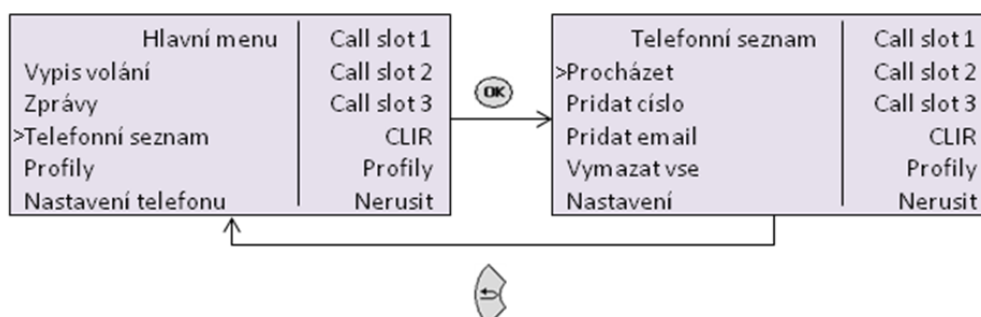 Hlavní menu
Vypis volání
Zprávy
>Telefonní seznam
Profily
Nastavení telefonu
Call slot 1
Call slot 2
Call slot 3
CLIR
Profily
Nerusit
OK
Telefonní seznam
>Procházet
Pridat císlo
Pridat email
Vymazat vse
Nastavení
Call slot 1
Call slot 2
Call slot 3
CLIR
Profily
Nerusit